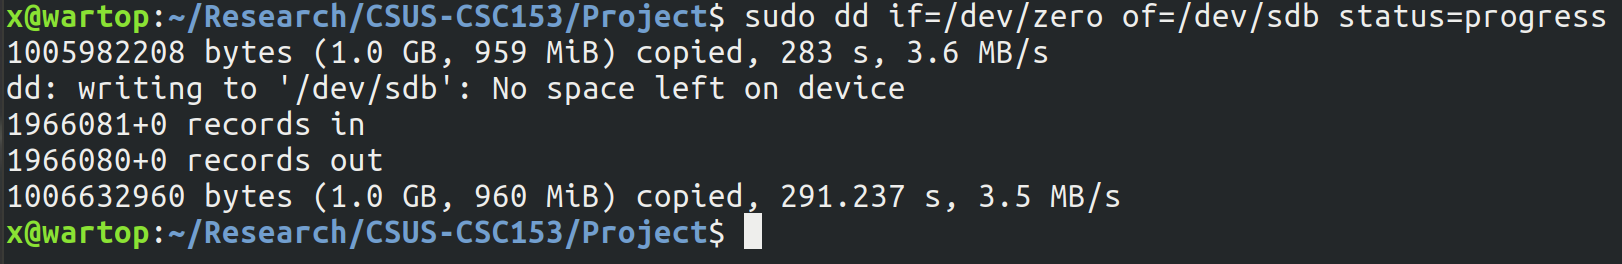 x@wartop:~/Research/CSUS-CSC153/Project$ sudo dd if=/dev/zero of=/dev/sdb status=progress
1005982208 bytes (1.0 GB, 959 MiB) copied, 283 s, 3.6 MB/s
dd: writing to '/dev/sdb': No space left on device
1966081+0 records in
1966080+0 records out
1006632960 bytes (1.0 GB, 960 MiB) copied, 291.237 s, 3.5 MB/s
x@wartop:~/Research/CSUS-CSC153/Project$